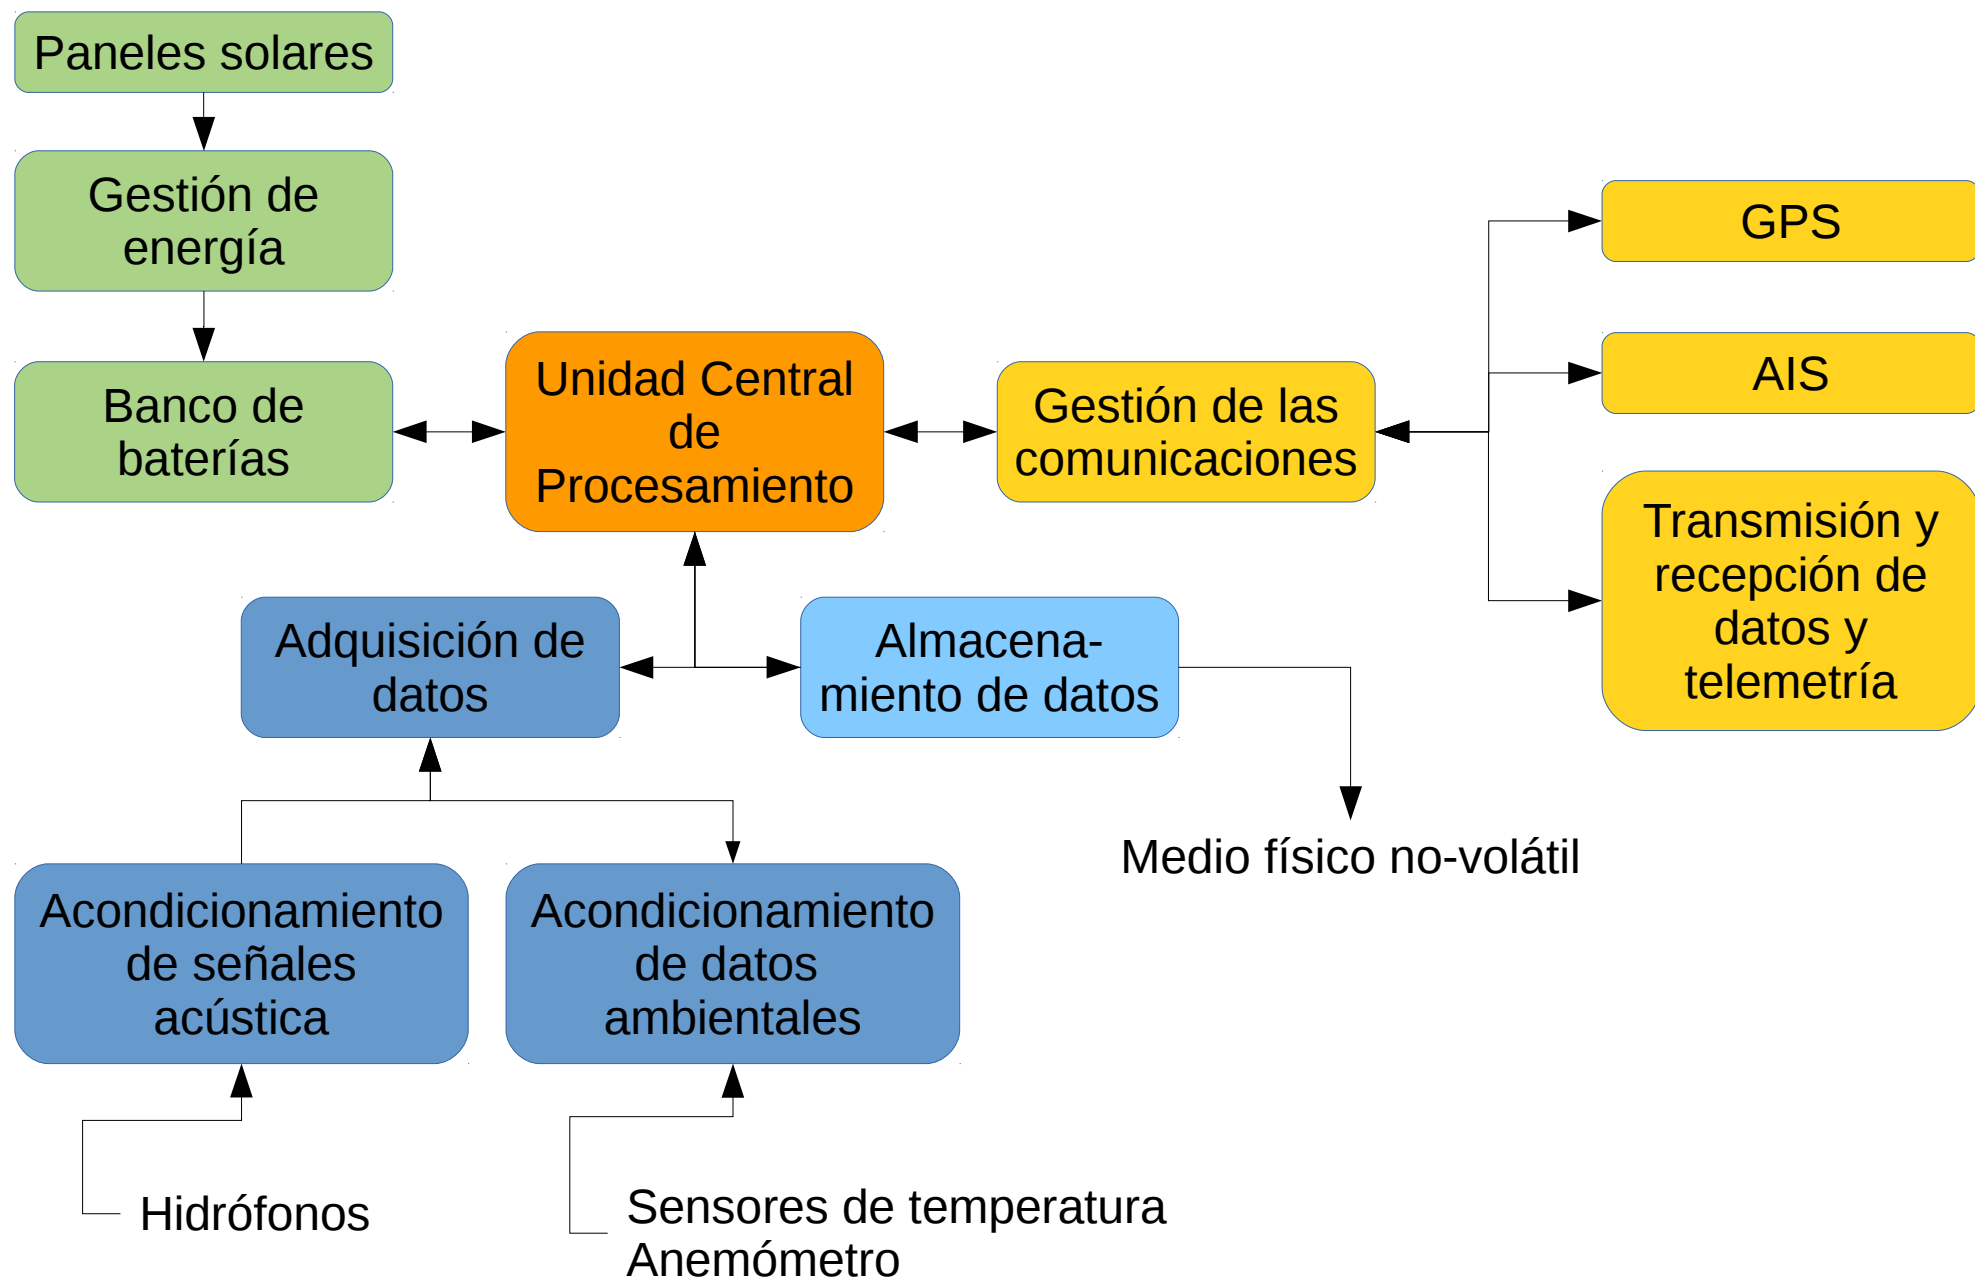 Paneles solares
Gestión de
energía
Banco de
baterías
Unidad Central
de
Procesamiento
Gestión de las
comunicaciones
GPS
AIS
Transmisión y
recepción de
datos y
telemetría
Adquisición de
datos
Almacena-
miento de datos
Medio físico no-volátil
Acondicionamiento
de señales
acústica
Acondicionamiento
de datos
ambientales
Hidrófonos
Sensores de temperatura
Anemómetro